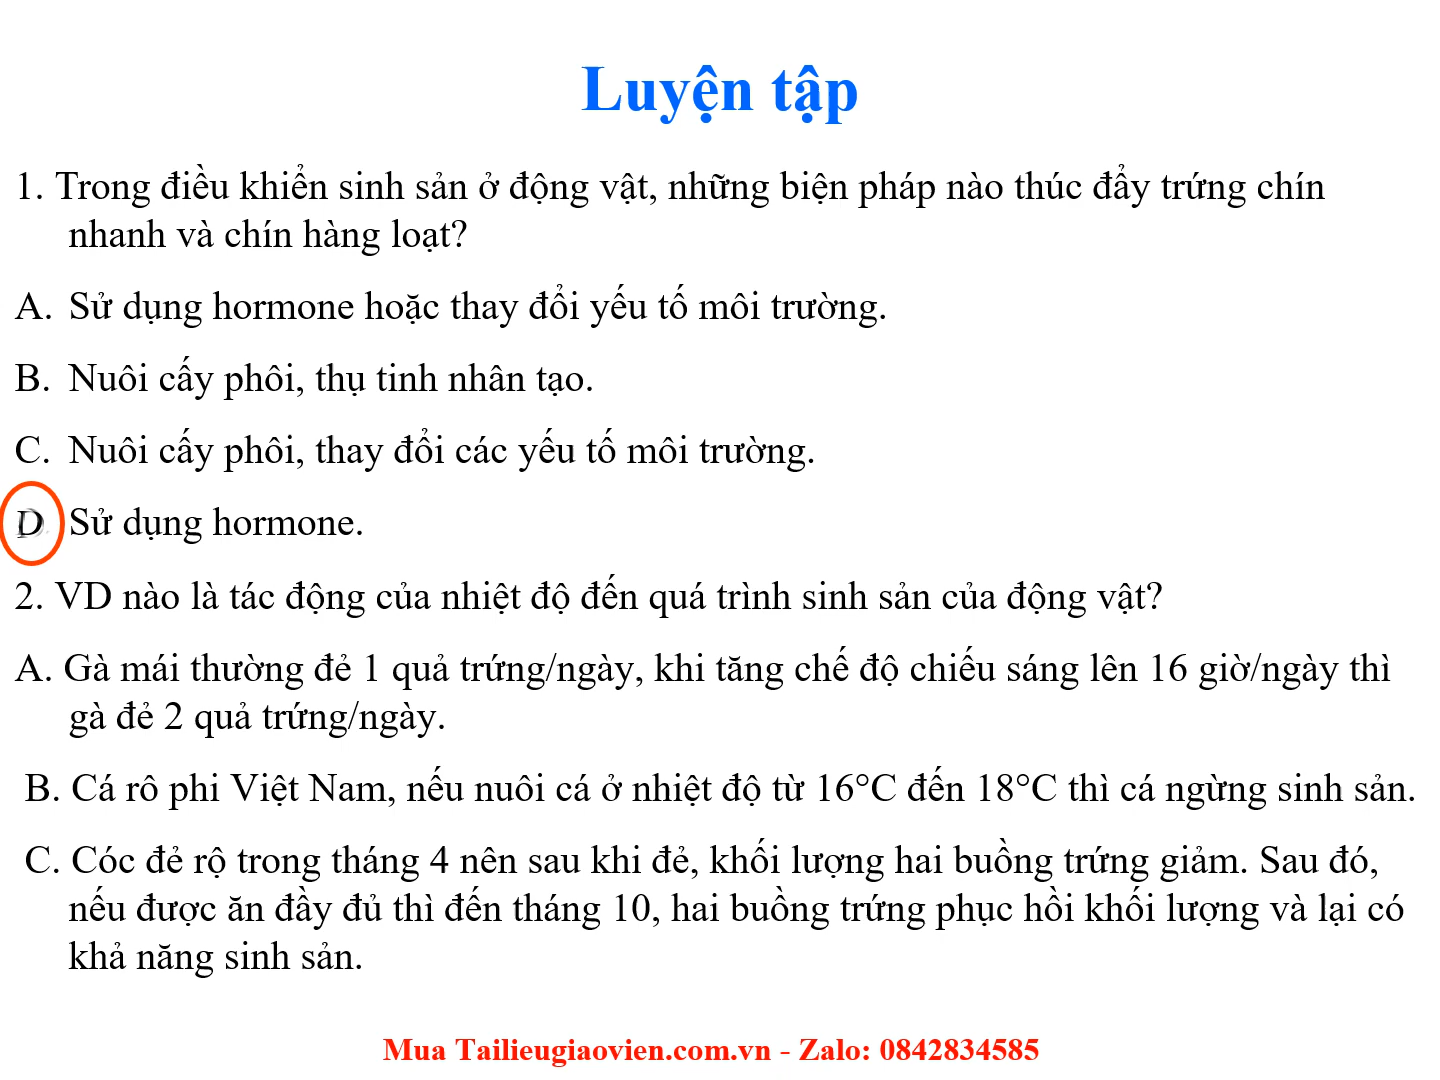 Luyện tập
1. Trong điều khiển sinh sản ở động vật, những biện pháp nào thúc đẩy trứng chín
nhanh và chín hàng loạt?
A. Sử dụng hormone hoặc thay đổi yếu tố môi trường.
B. Nuôi cấy phôi, thụ tinh nhân tạo.
C. Nuôi cấy phôi, thay đổi các yếu tố môi trường.
D. Sử dụng hormone.
2. VD nào là tác động của nhiệt độ đến quá trình sinh sản của động vật?
A. Gà mái thường đẻ 1 quả trứng/ngày, khi tăng chế độ chiếu sáng lên 16 giờ/ngày thì
gà đẻ 2 quả trứng/ngày.
B. Cá rô phi Việt Nam, nếu nuôi cá ở nhiệt độ từ 16°C đến 18°C thì cá ngừng sinh sản.
C. Cóc đẻ rộ trong tháng 4 nên sau khi đẻ, khối lượng hai buồng trứng giảm. Sau đó,
nếu được ăn đầy đủ thì đến tháng 10, hai buồng trứng phục hồi khối lượng và lại có
khả năng sinh sản.
Mua Tailieugiaovien.com.vn - Zalo: 0842834585